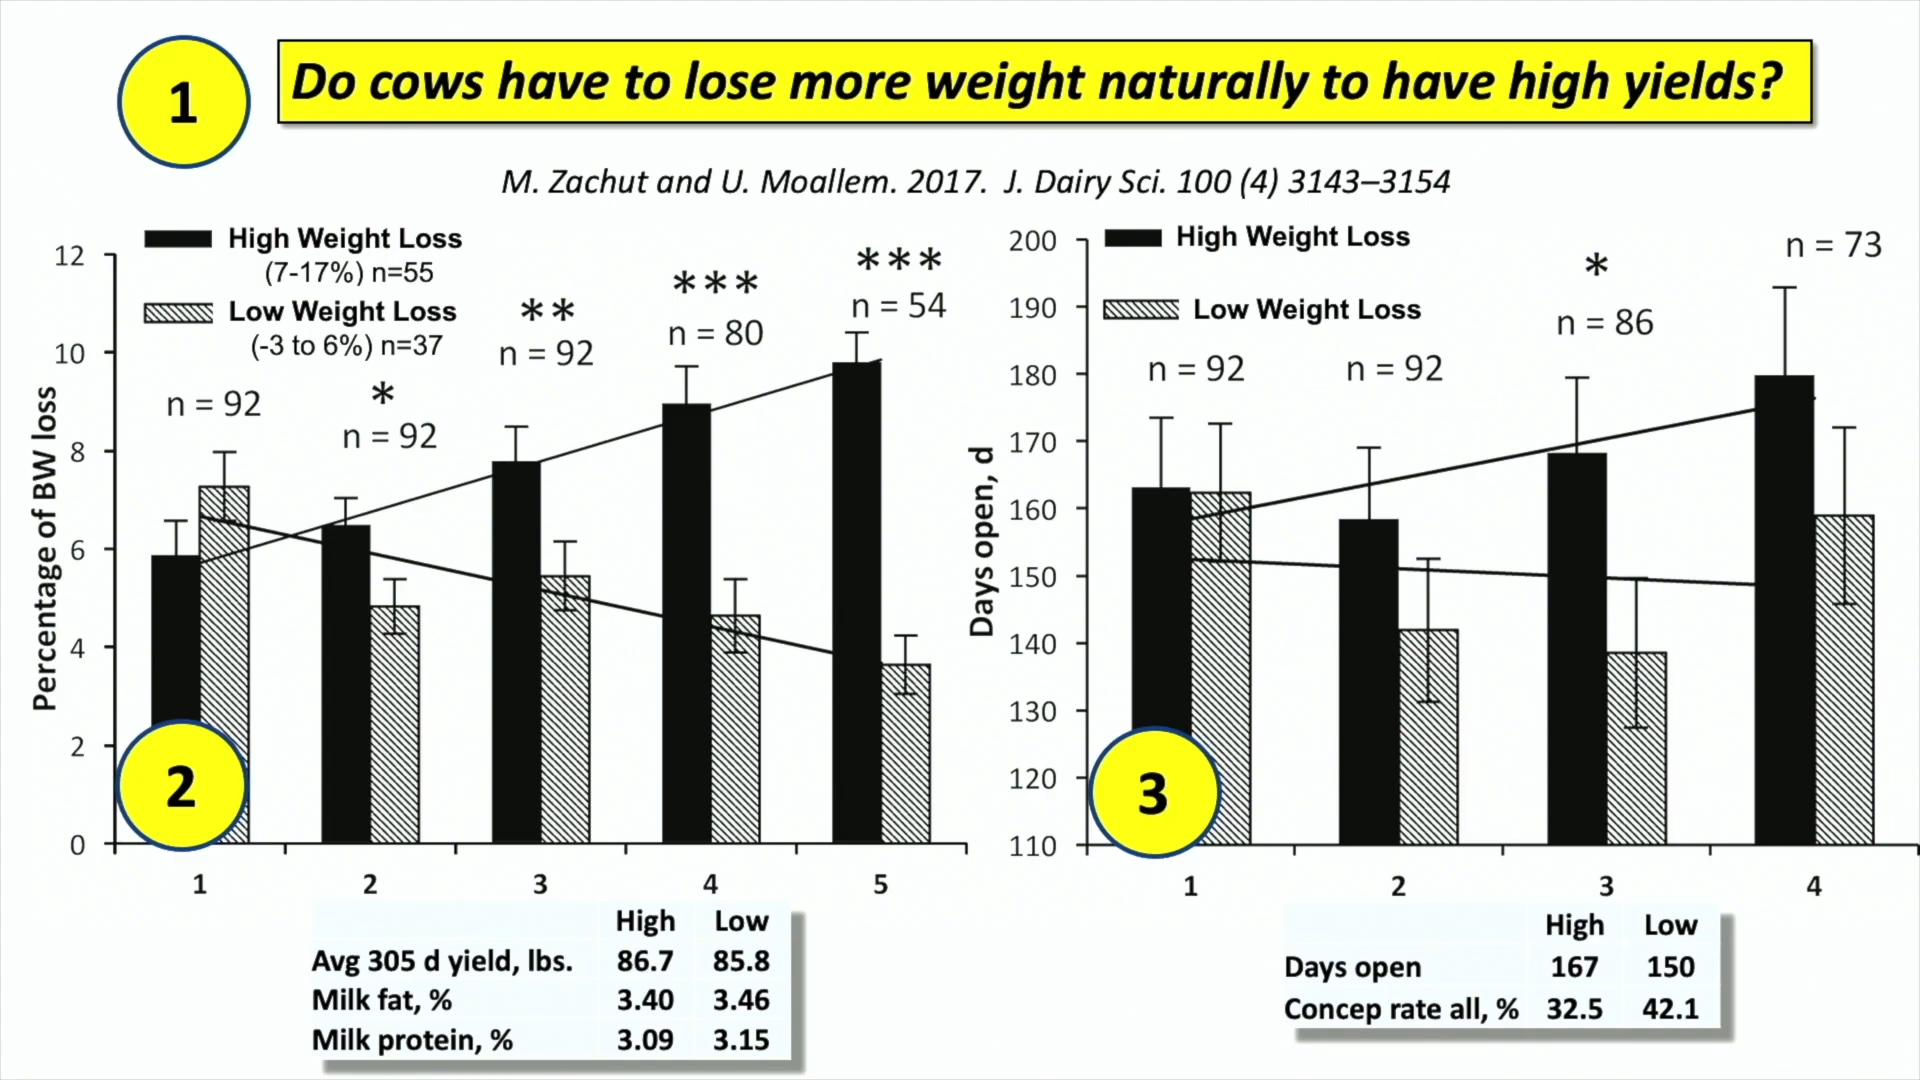 1
Do cows have to lose more weight naturally to have high yields?
M. Zachut and U. Moallem. 2017. J. Dairy Sci. 100 (4) 3143–3154
High Weight Loss
(7-17%) n=55
Low Weight Loss
(-3 to 6%) n=37
Percentage of BW loss
12
10
8
6
4
2
0
n = 92
*
n = 92
**
n = 92
***
n = 80
***
n = 54
2
1 2 3 4 5
High Low
Avg 305 d yield, lbs. 86.7 85.8
Milk fat, % 3.40 3.46
Milk protein, % 3.09 3.15
High Weight Loss
Low Weight Loss
Days open, d
200
190
180
170
160
150
140
130
120
110
n = 92
n = 92
*
n = 86
n = 73
3
1 2 3 4
High Low
Days open 167 150
Concep rate all, % 32.5 42.1